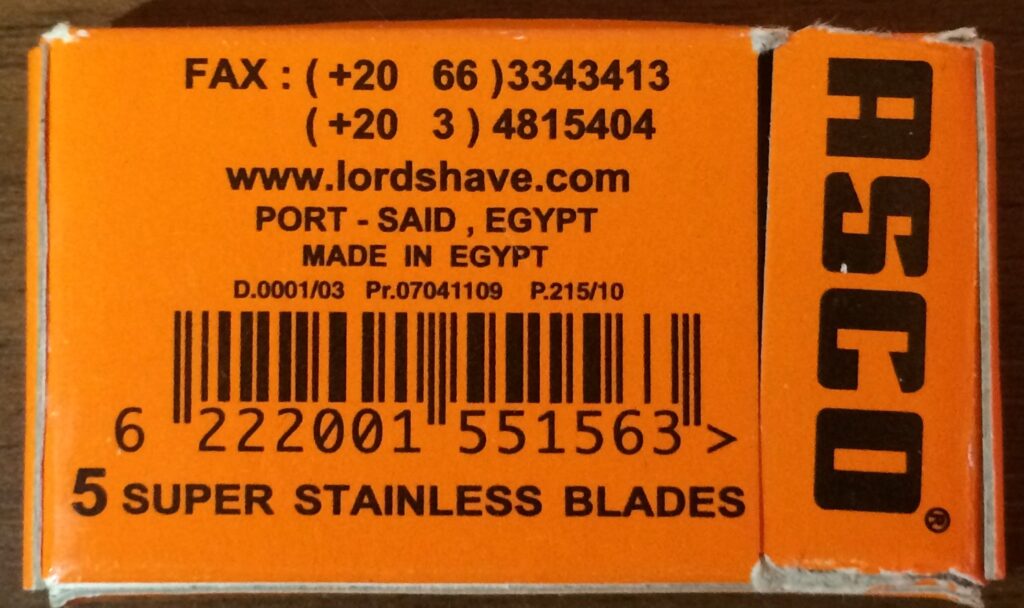 FAX : ( +20 66 )3343413
( +20 3 ) 4815404
www.lordshave.com
PORT - SAID , EGYPT
MADE IN EGYPT
D.0001/03 Pr.07041109 P.215/10
6 222001 551563 >
5 SUPER STAINLESS BLADES
ASCO®